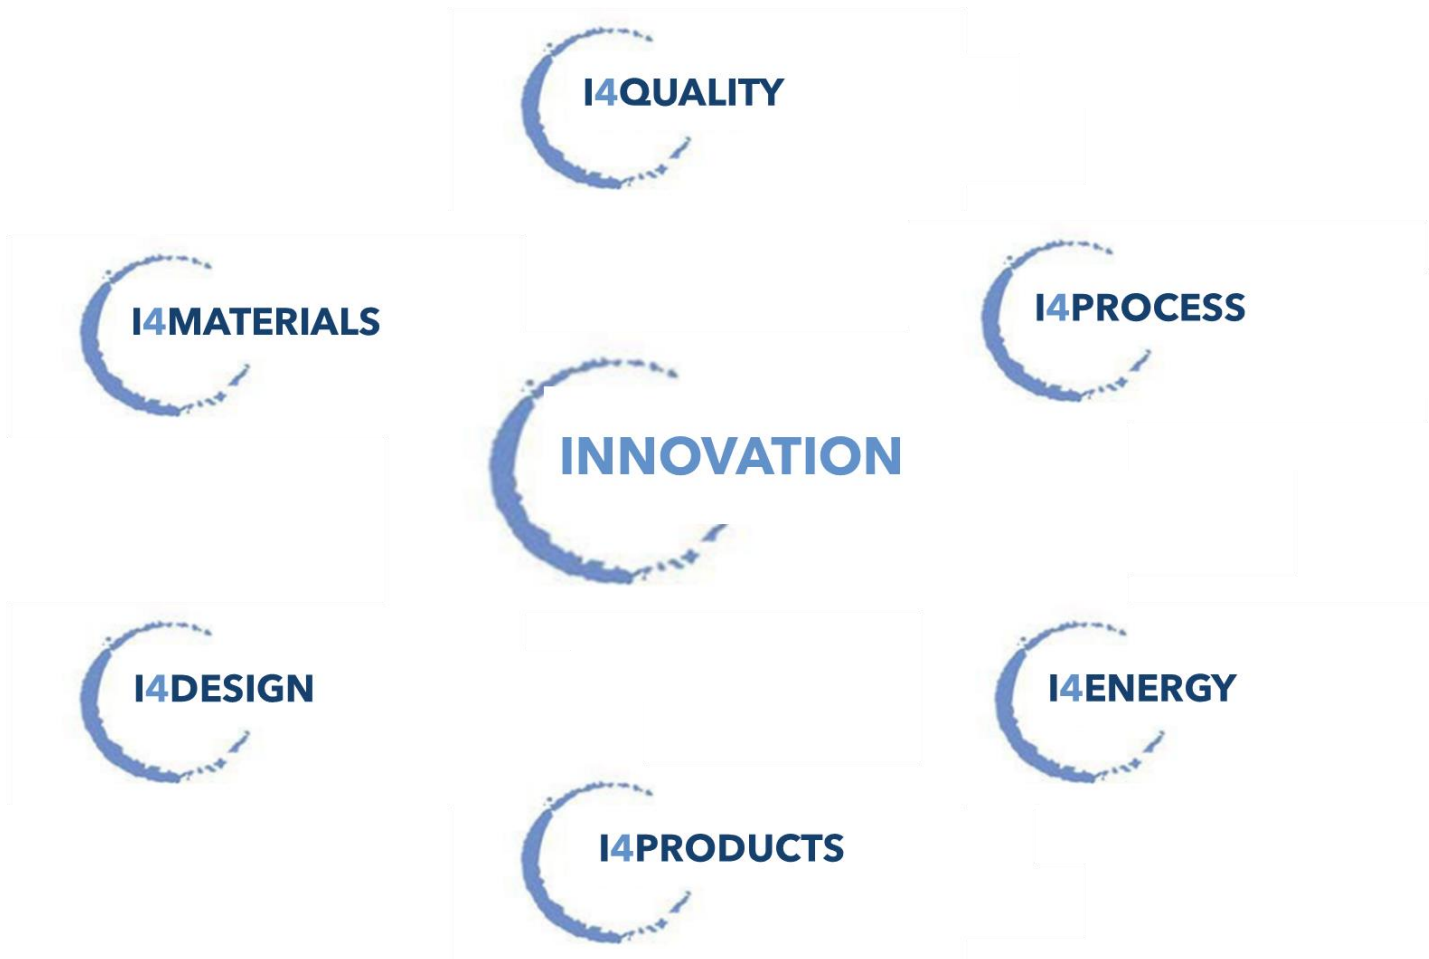 I4QUALITY
I4MATERIALS
I4PROCESS
INNOVATION
I4DESIGN
I4ENERGY
I4PRODUCTS